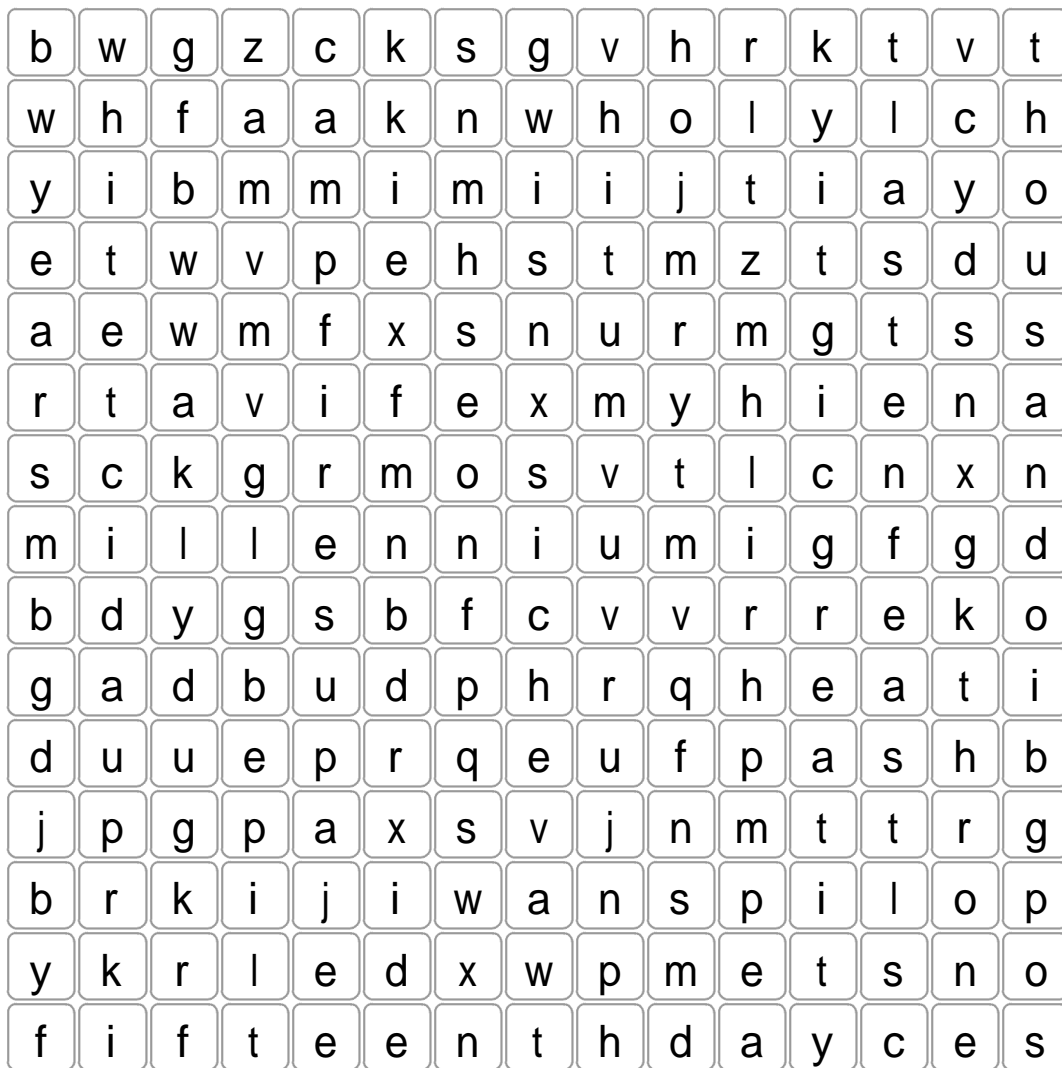 b w g z c k s g v h r k t v t
w h f a a k n w h o l y l c h
y i b m m i m i i j t i a y o
e t w v p e h s t m z t s d u
a e w m f x s n u r m g t s s
r t a v i f e x m y h i e n a
s c k g r m o s v t l c n x n
m i l l e n n i u m i g f g d
b d y g s b f c v v r r e k o
g a d b u d p h r q h e a t i
d u u e p r q e u f p a s h b
j p g p a x s v j n m t t r g
b r k i j i w a n s p i l o p
y k r l e d x w p m e t s n o
f i f t e e n t h d a y c e s